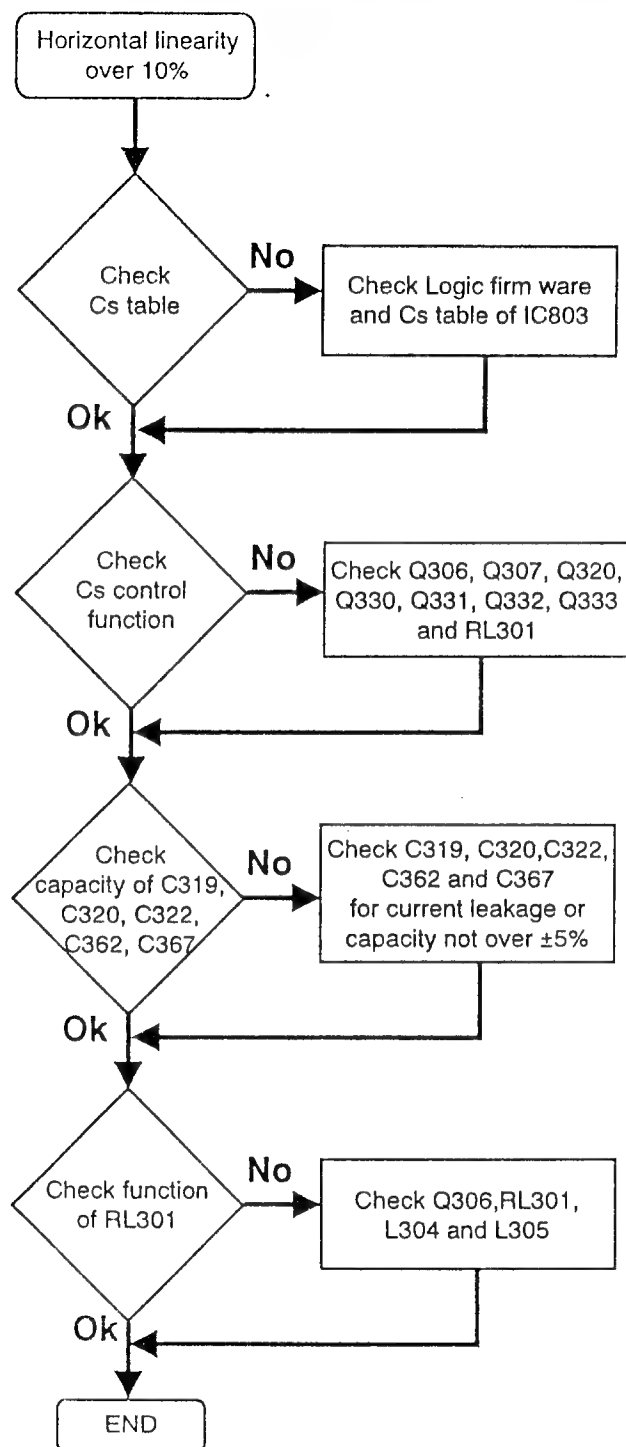 Horizontal linearity
over 10%
Check
Cs table
No
Check Logic firm ware
and Cs table of IC803
Ok
Check
Cs control
function
No
Check Q306, Q307, Q320,
Q330, Q331, Q332, Q333
and RL301
Ok
Check
capacity of C319,
C320, C322,
C362, C367
No
Check C319, C320,C322,
C362 and C367
for current leakage or
capacity not over ±5%
Ok
Check function
of RL301
No
Check Q306,RL301,
L304 and L305
Ok
END